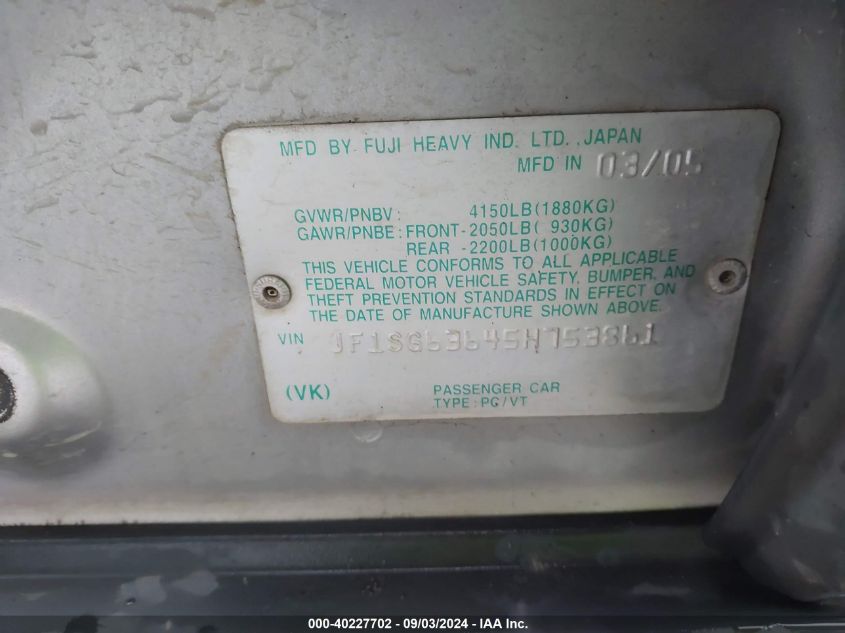 MFD BY FUJI HEAVY IND. LTD., JAPAN
MFD IN 03/05
GVWR/PNBV: 4150LB(1880KG)
GAWR/PNBE: FRONT-2050LB( 930KG)
REAR -2200LB(1000KG)
THIS VEHICLE CONFORMS TO ALL APPLICABLE
FEDERAL MOTOR VEHICLE SAFETY, BUMPER, AND
THEFT PREVENTION STANDARDS IN EFFECT ON
THE DATE OF MANUFACTURE SHOWN ABOVE.
VIN JF1SG63645H753861
(VK) PASSENGER CAR
TYPE:PC/VT
000-40227702 - 09/03/2024 - IAA Inc.